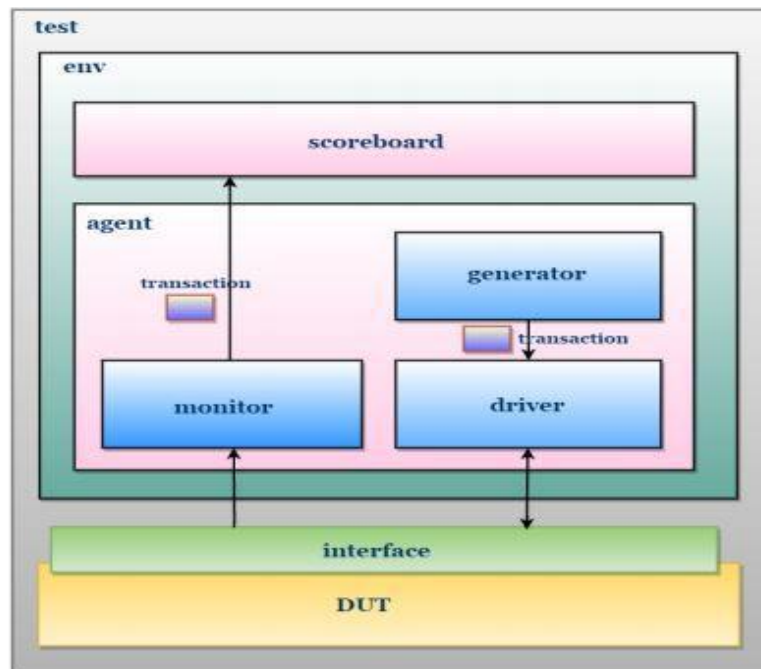 test
env
scoreboard
agent
generator
transaction
transaction
monitor
driver
interface
DUT